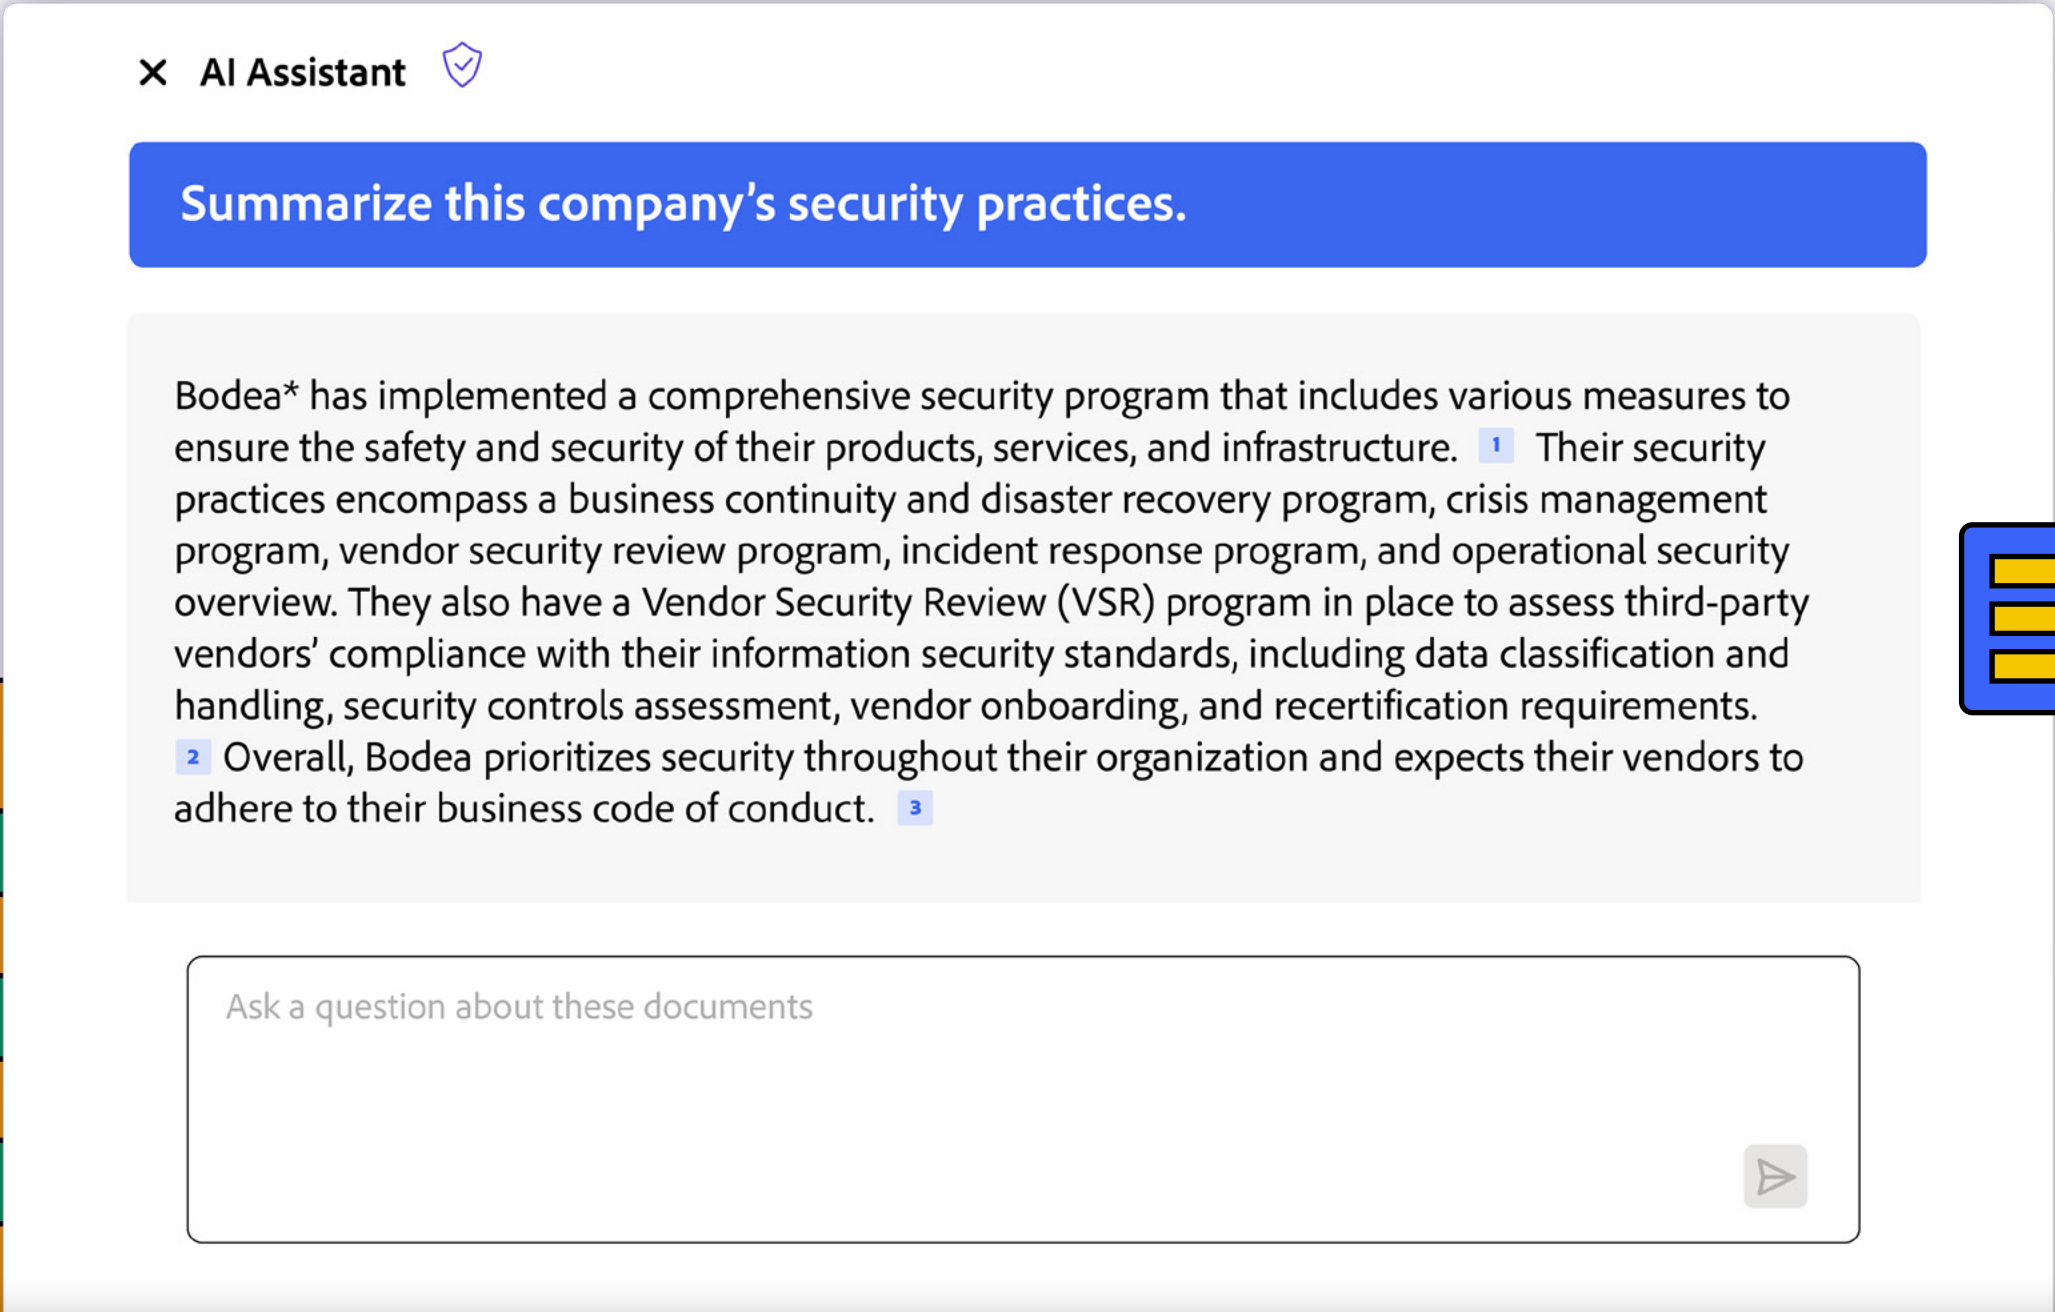 AI Assistant
Summarize this company’s security practices.
Bodea* has implemented a comprehensive security program that includes various measures to
ensure the safety and security of their products, services, and infrastructure. 1 Their security
practices encompass a business continuity and disaster recovery program, crisis management
program, vendor security review program, incident response program, and operational security
overview. They also have a Vendor Security Review (VSR) program in place to assess third-party
vendors’ compliance with their information security standards, including data classification and
handling, security controls assessment, vendor onboarding, and recertification requirements.
2 Overall, Bodea prioritizes security throughout their organization and expects their vendors to
adhere to their business code of conduct. 3
Ask a question about these documents